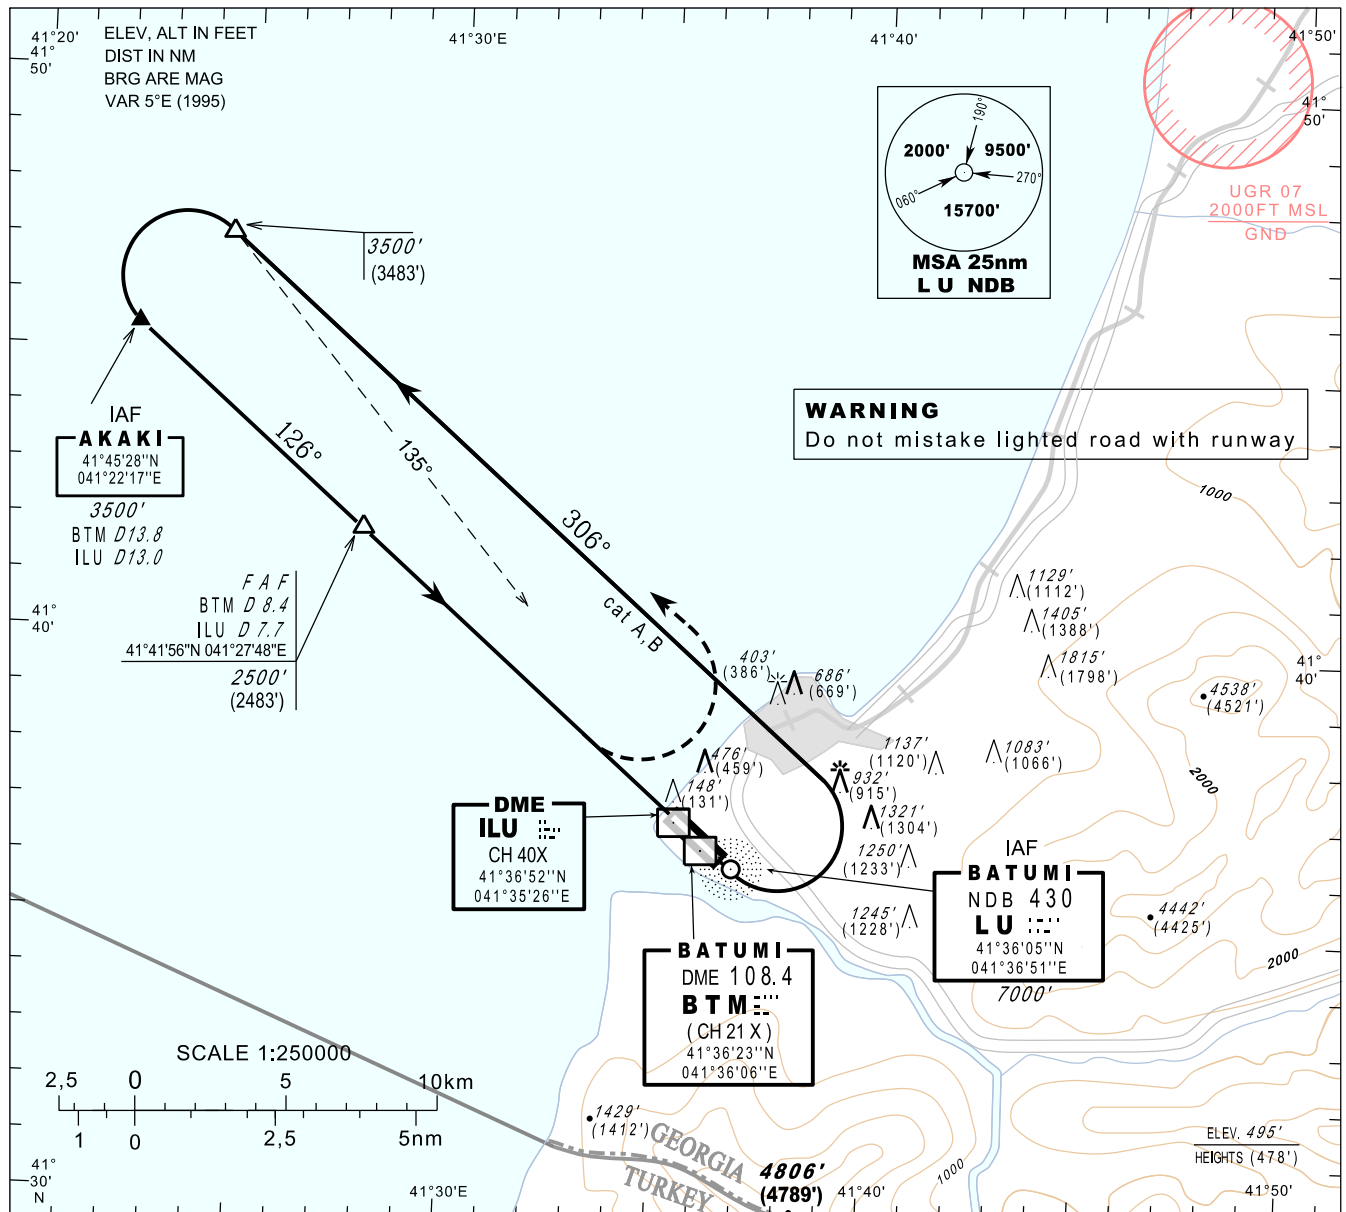 41°20'
41°
50'
ELEV, ALT IN FEET
DIST IN NM
BRG ARE MAG
VAR 5°E (1995)
41°30'E
41°40'
41°50'
41°
50'
190°
2000'
9500'
060°
270°
15700'
MSA 25nm
L U NDB
UGR 07
2000FT MSL
GND
3500'
(3483')
WARNING
Do not mistake lighted road with runway
IAF
AKAKI
41°45'28''N
041°22'17''E
3500'
BTM D13.8
ILU D13.0
126°
135°
306°
cat A,B
1000
F A F
BTM D 8.4
ILU D 7.7
41°41'56"N 041°27'48"E
2500'
(2483')
41°
40'
41°
40'
1129'
(1112')
1405'
(1388')
1815'
(1798')
4538'
(4521')
403'
(386')
686'
(669')
1137'
(1120')
1083'
(1066')
2000
476'
(459')
148'
(131')
932'
(915')
1321'
(1304')
1250'
(1233')
1245'
(1228')
4442'
(4425')
2000
DME
ILU
CH 40X
41°36'52''N
041°35'26''E
IAF
BATUMI
NDB 430
LU
41°36'05''N
041°36'51''E
7000'
BATUMI
DME 108.4
BTM
(CH 21 X)
41°36'23''N
041°36'06''E
SCALE 1:250000
2,5 0 5 10km
1 0 2,5 5nm
1429'
(1412')
GEORGIA
TURKEY
4806'
(4789')
1000
ELEV. 495'
HEIGHTS (478')
41°
30'
N
41°30'E
41°40'
41°50'